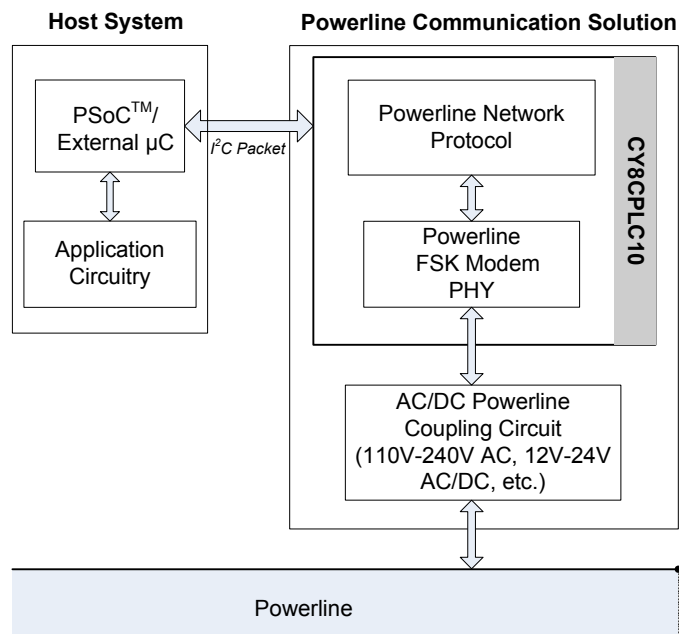 Host System
Powerline Communication Solution
PSoC™/
External µC
I²C Packet
Powerline Network
Protocol
CY8CPLC10
Application
Circuitry
Powerline
FSK Modem
PHY
AC/DC Powerline
Coupling Circuit
(110V-240V AC, 12V-24V
AC/DC, etc.)
Powerline